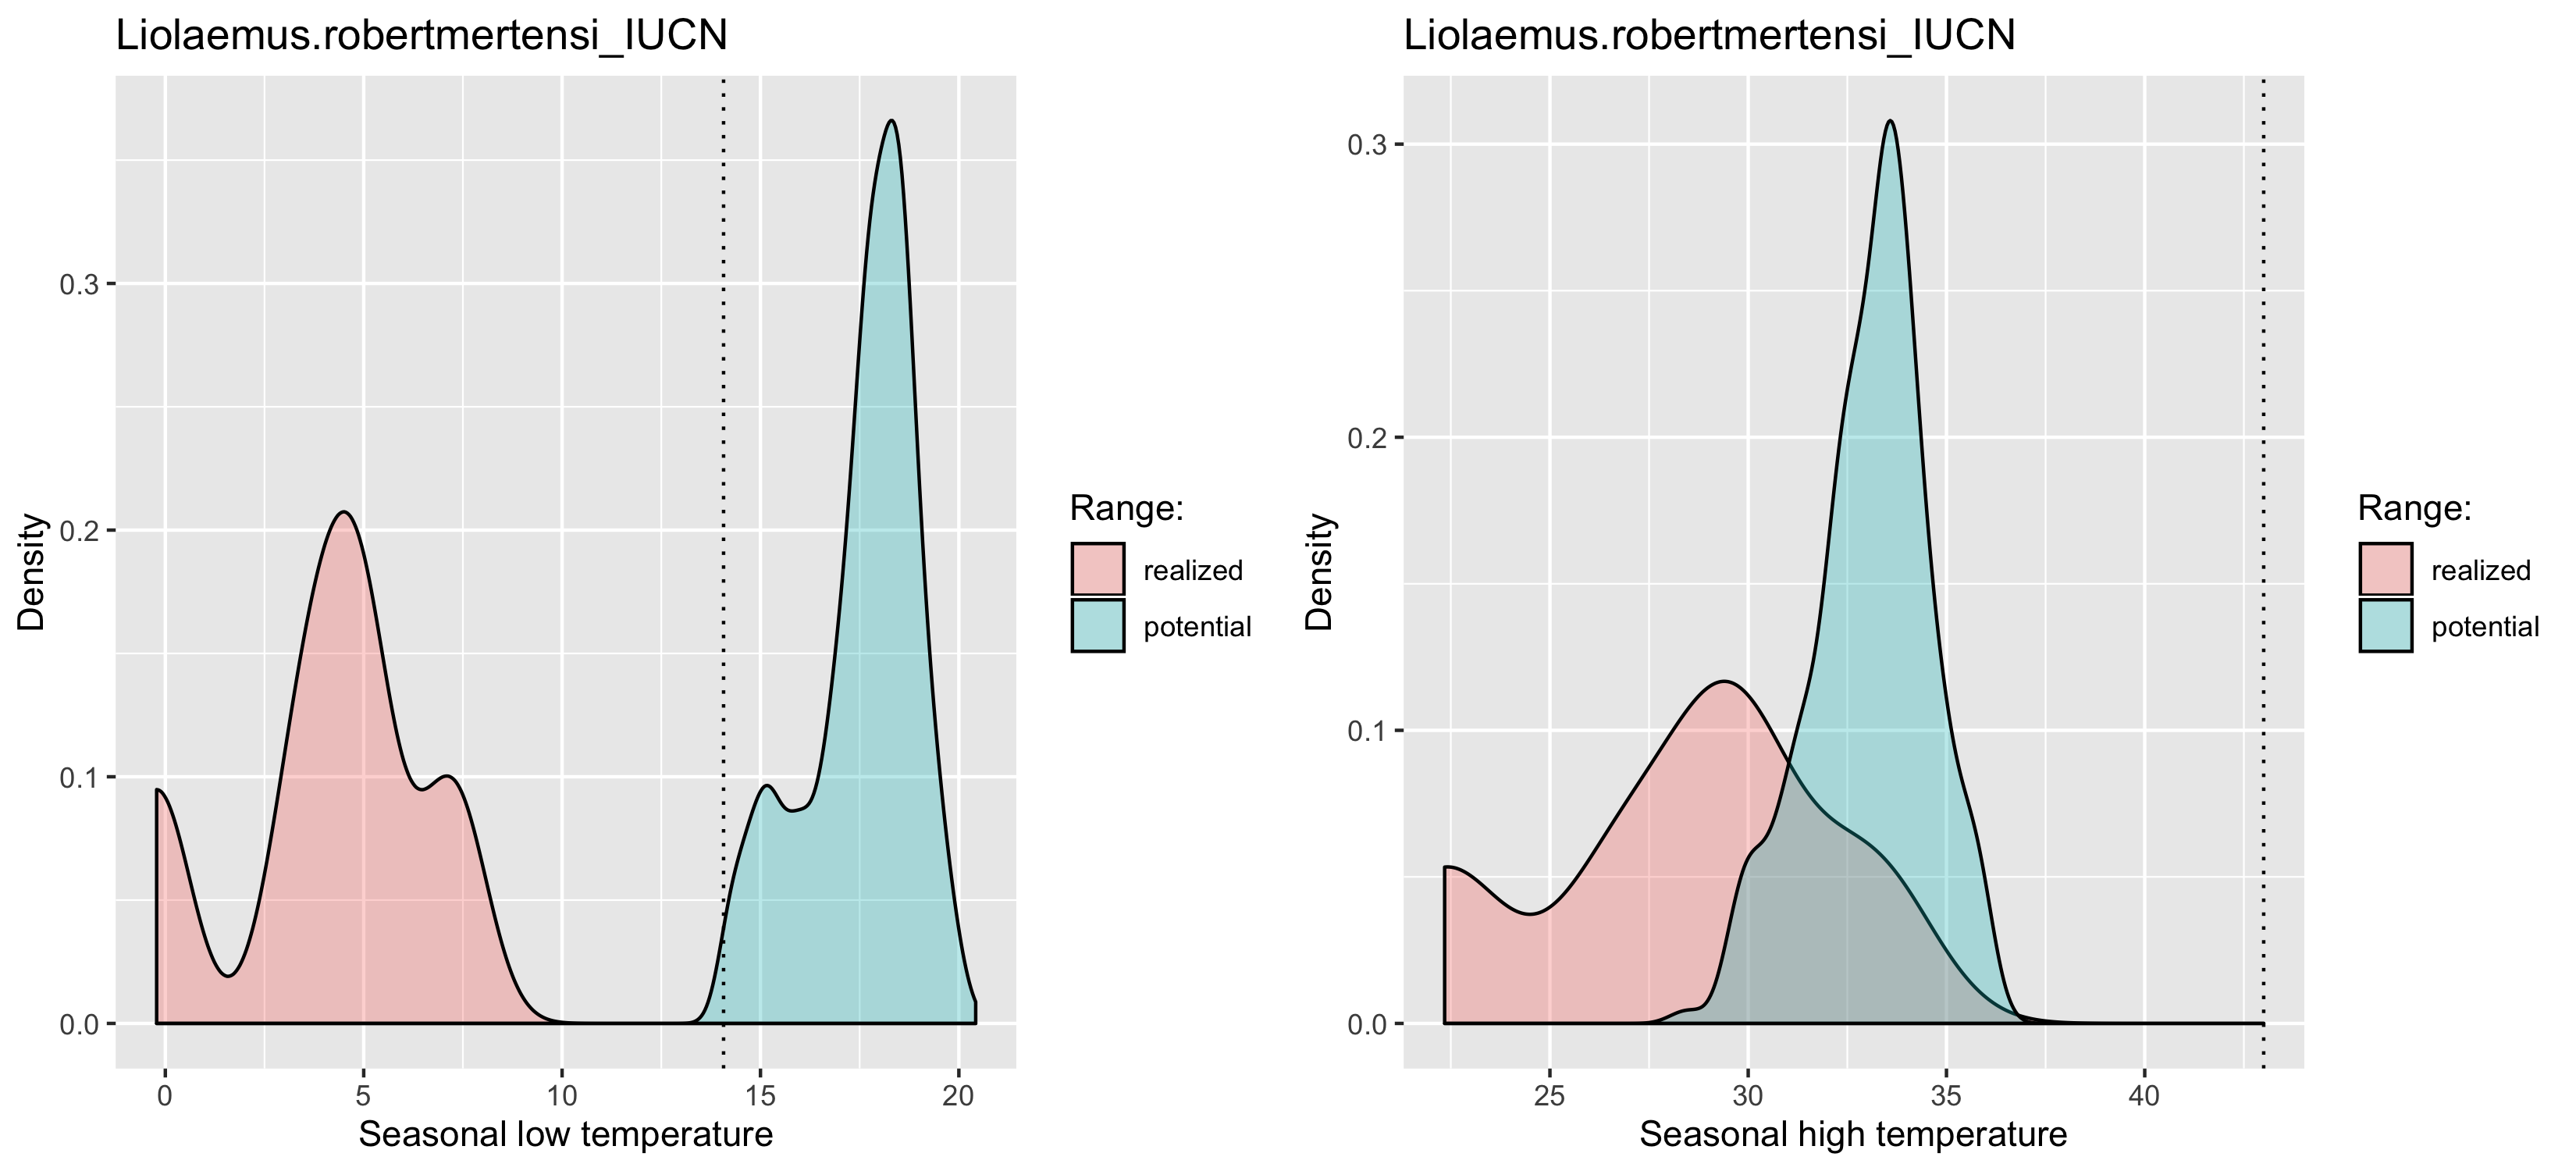 Liolaemus.robertmertensi_IUCN
0.3
0.2
0.1
0.0
Density
0 5 10 15 20
Seasonal low temperature
Range:
realized
potential
Liolaemus.robertmertensi_IUCN
0.3
0.2
0.1
0.0
Density
25 30 35 40
Seasonal high temperature
Range:
realized
potential